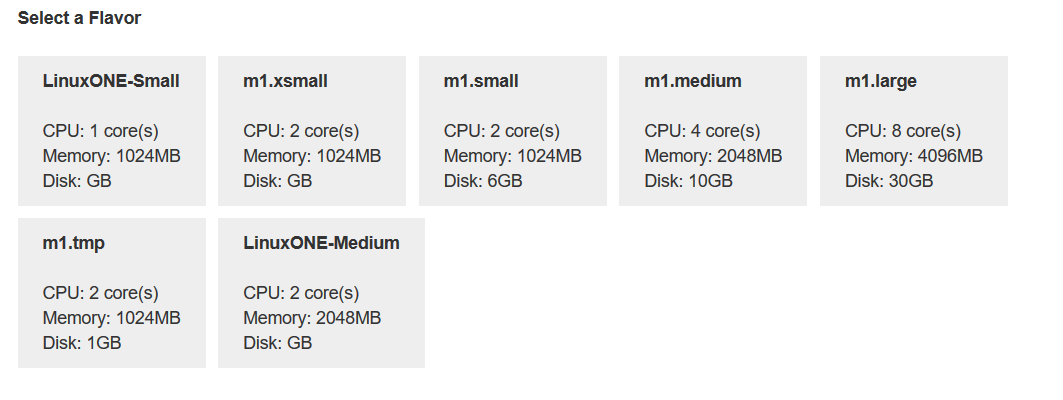 Select a Flavor
LinuxONE-Small
CPU: 1 core(s)
Memory: 1024MB
Disk: GB
m1.xsmall
CPU: 2 core(s)
Memory: 1024MB
Disk: GB
m1.small
CPU: 2 core(s)
Memory: 1024MB
Disk: 6GB
m1.medium
CPU: 4 core(s)
Memory: 2048MB
Disk: 10GB
m1.large
CPU: 8 core(s)
Memory: 4096MB
Disk: 30GB
m1.tmp
CPU: 2 core(s)
Memory: 1024MB
Disk: 1GB
LinuxONE-Medium
CPU: 2 core(s)
Memory: 2048MB
Disk: GB